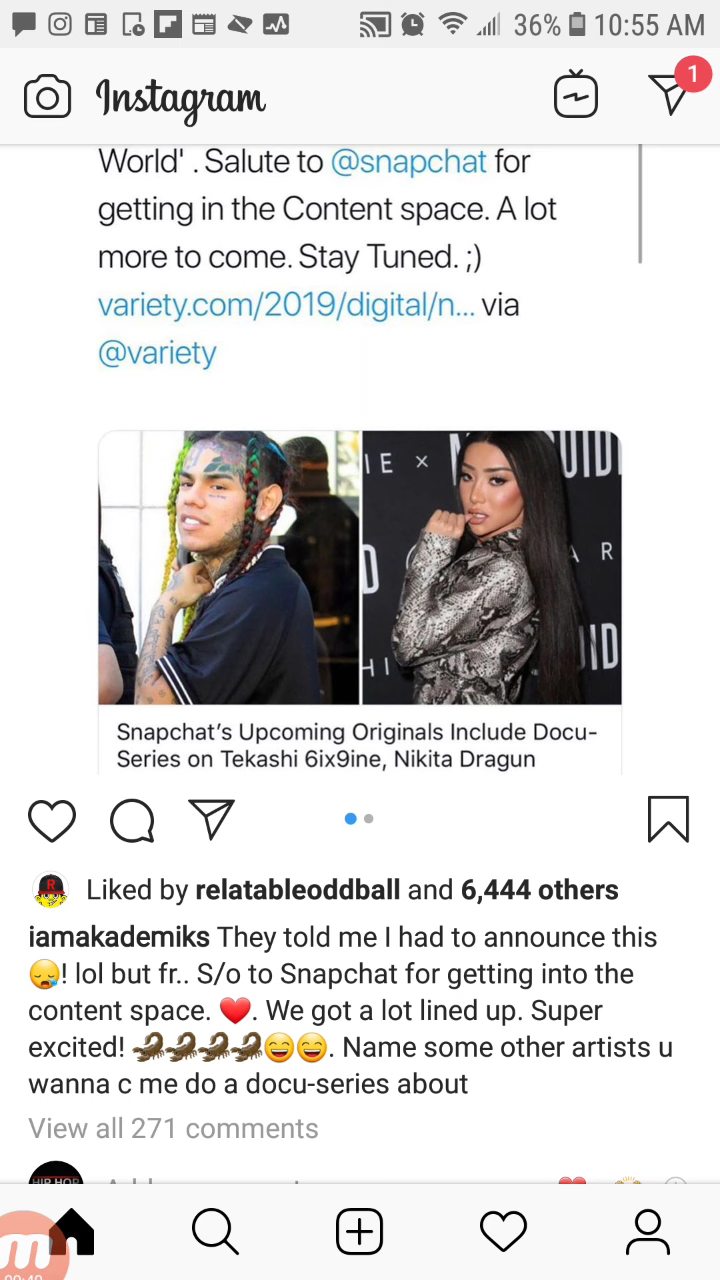 36% 10:55 AM
Instagram
1
World' . Salute to @snapchat for
getting in the Content space. A lot
more to come. Stay Tuned. ;)
variety.com/2019/digital/n... via
@variety
I E X
UIDI
A R
D
UID
H I
Snapchat's Upcoming Originals Include Docu-
Series on Tekashi 6ix9ine, Nikita Dragun
R
Liked by relatableoddball and 6,444 others
iamakademiks They told me I had to announce this
😪! lol but fr.. S/o to Snapchat for getting into the
content space. ❤️. We got a lot lined up. Super
excited! 🦂🦂🦂🦂😄😄. Name some other artists u
wanna c me do a docu-series about
View all 271 comments
HIP HOP
m